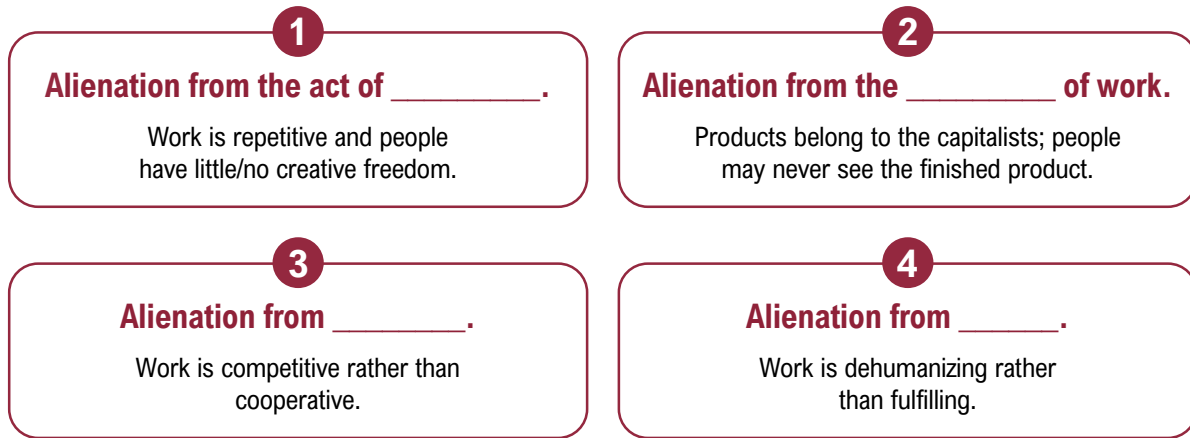 1
Alienation from the act of _________.
Work is repetitive and people
have little/no creative freedom.
2
Alienation from the _________ of work.
Products belong to the capitalists; people
may never see the finished product.
3
Alienation from ________.
Work is competitive rather than
cooperative.
4
Alienation from ______.
Work is dehumanizing rather
than fulfilling.